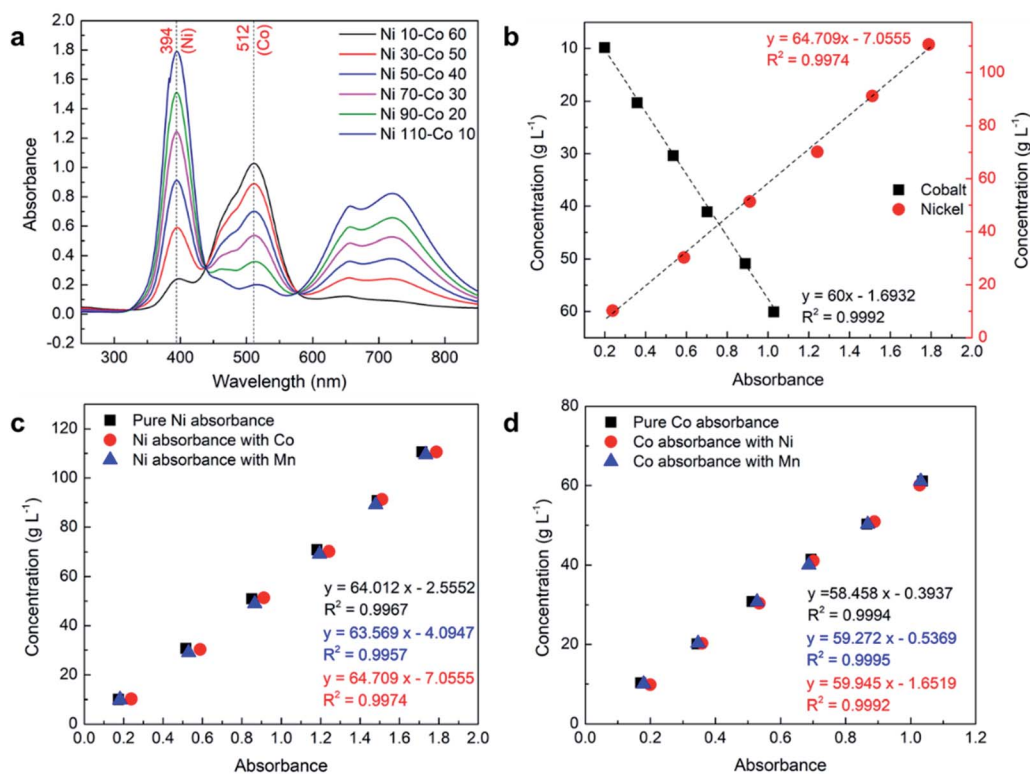 a
394
(Ni)
512
(Co)
Ni 10-Co 60
Ni 30-Co 50
Ni 50-Co 40
Ni 70-Co 30
Ni 90-Co 20
Ni 110-Co 10
2.0
1.8
1.6
1.4
1.2
1.0
0.8
0.6
0.4
0.2
0.0
-0.2
Absorbance
300 400 500 600 700 800
Wavelength (nm)
b
y = 64.709x - 7.0555
R² = 0.9974
10
20
30
40
50
60
Concentration (g L⁻¹)
Cobalt
Nickel
y = 60x - 1.6932
R² = 0.9992
100
80
60
40
20
0
Concentration (g L⁻¹)
0.2 0.4 0.6 0.8 1.0 1.2 1.4 1.6 1.8 2.0
Absorbance
c
Pure Ni absorbance
Ni absorbance with Co
Ni absorbance with Mn
120
100
80
60
40
20
0
Concentration (g L⁻¹)
y = 64.012 x - 2.5552
R² = 0.9967
y = 63.569 x - 4.0947
R² = 0.9957
y = 64.709 x - 7.0555
R² = 0.9974
0.0 0.2 0.4 0.6 0.8 1.0 1.2 1.4 1.6 1.8 2.0
Absorbance
d
Pure Co absorbance
Co absorbance with Ni
Co absorbance with Mn
80
60
40
20
0
Concentration (g L⁻¹)
y =58.458 x - 0.3937
R² = 0.9994
y = 59.272 x - 0.5369
R² = 0.9995
y = 59.945 x - 1.6519
R² = 0.9992
0.0 0.2 0.4 0.6 0.8 1.0 1.2
Absorbance